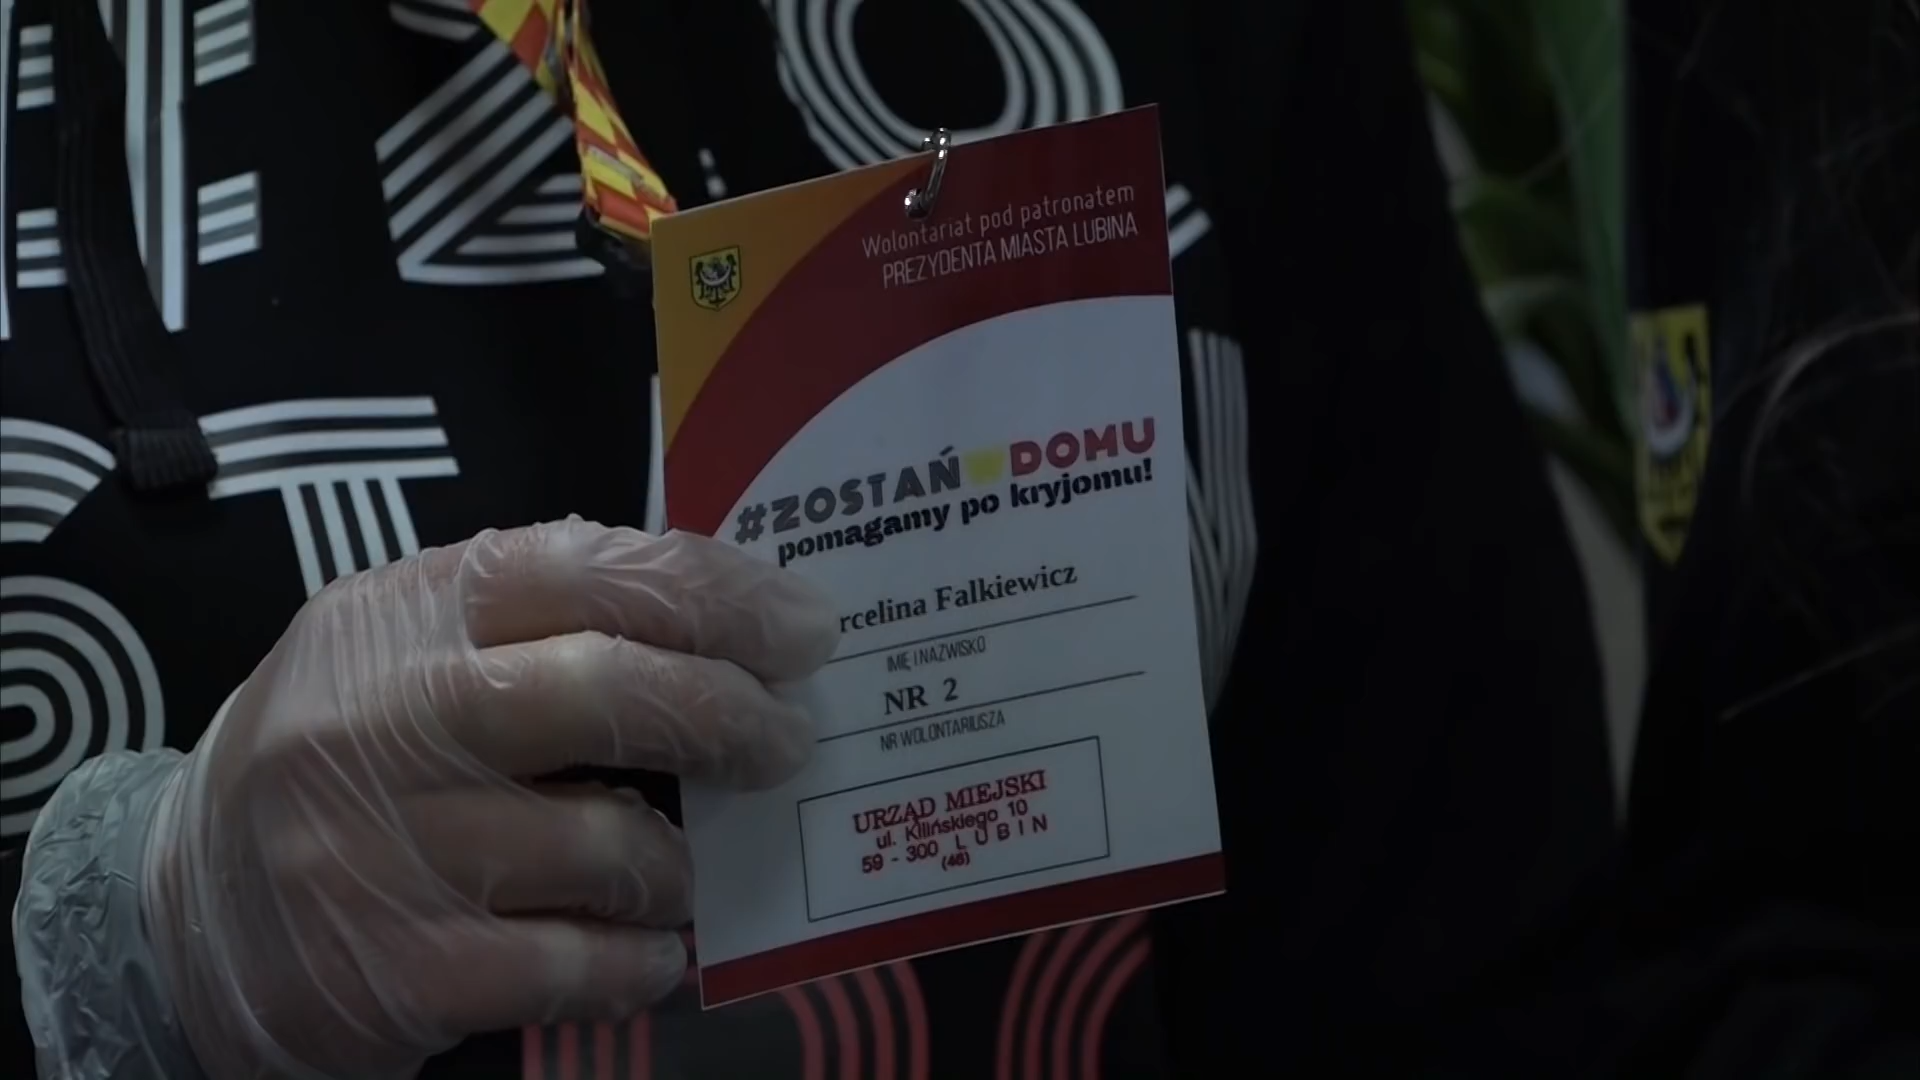 Wolontariat pod patronatem
PREZYDENTA MIASTA LUBINA
#ZOSTAŃ W DOMU
pomagamy po kryjomu!
rcelina Falkiewicz
IMIĘ I NAZWISKO
NR 2
NR WOLONTARIUSZA
URZĄD MIEJSKI
ul. Kilińskiego 10
59 - 300 LUBIN
(46)